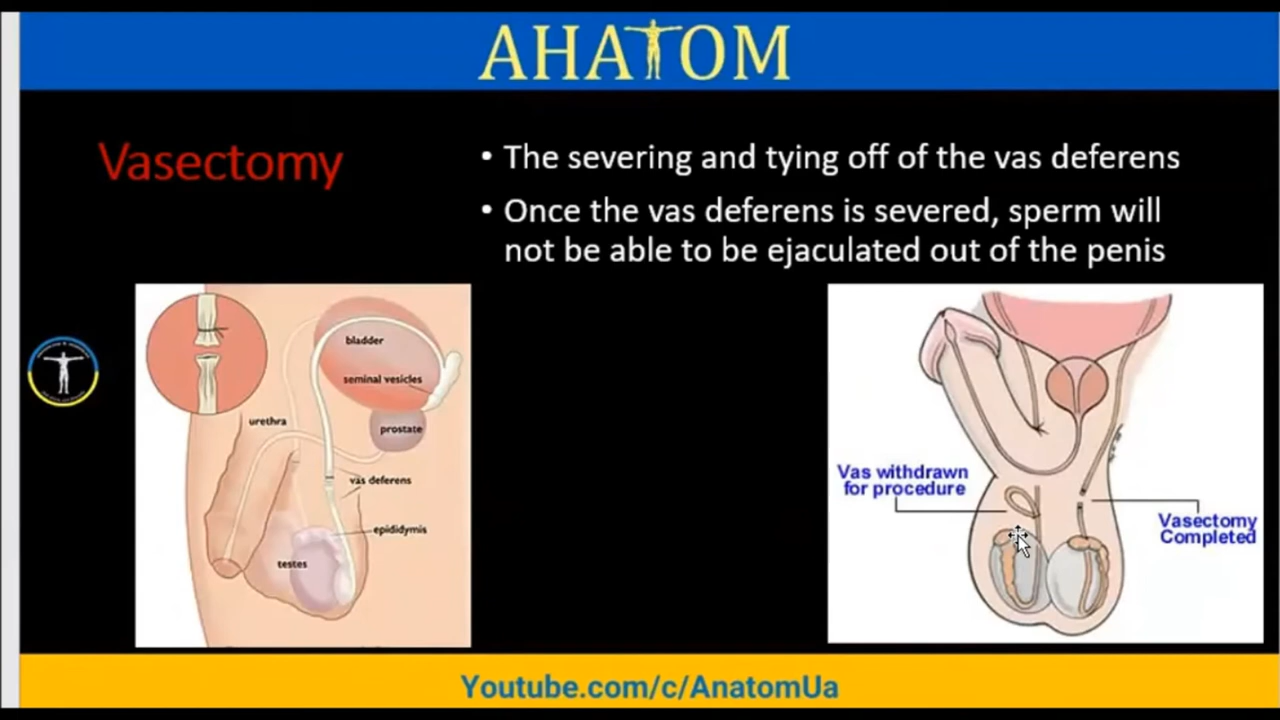 AHATOM
Vasectomy
• The severing and tying off of the vas deferens
• Once the vas deferens is severed, sperm will
not be able to be ejaculated out of the penis
bladder
seminal vesicles
urethra
prostate
vas deferens
epididymis
testes
Vas withdrawn
for procedure
Vasectomy
Completed
Youtube.com/c/AnatomUa